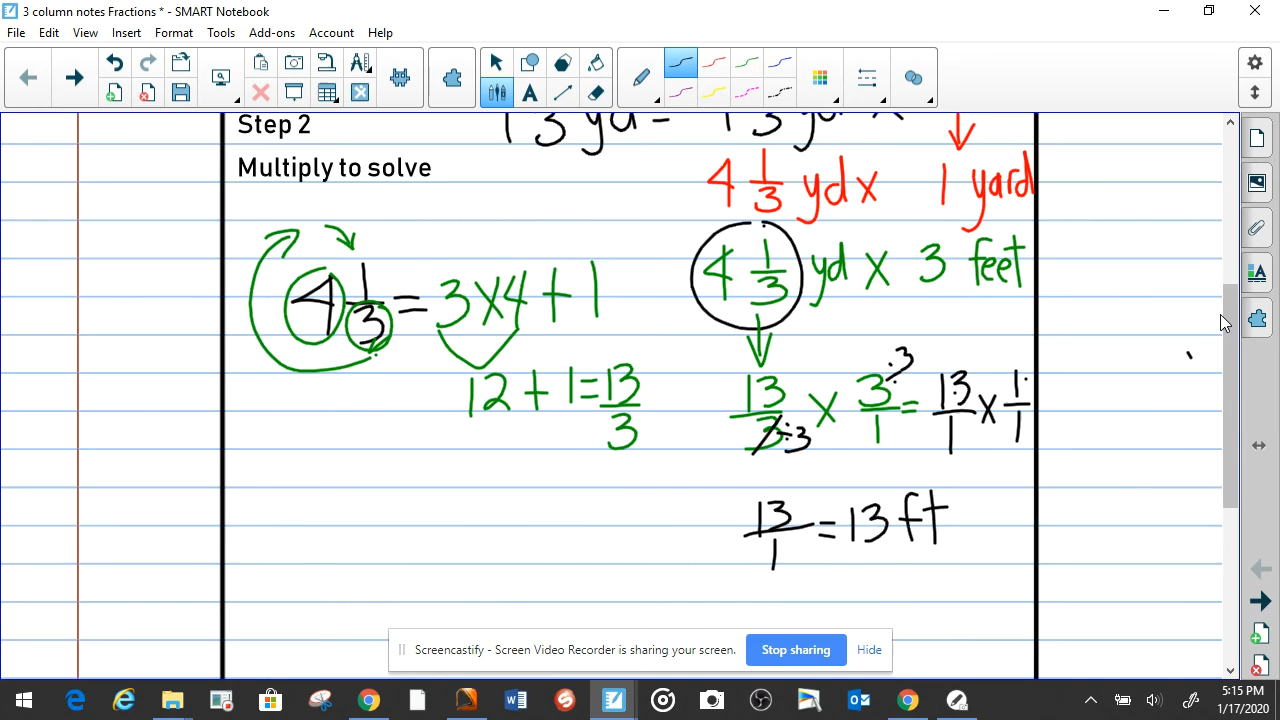 3 column notes Fractions * - SMART Notebook
File Edit View Insert Format Tools Add-ons Account Help
Step 2
Multiply to solve
4 1/3 yd x 1 yard
4 1/3 yd x 3 feet
4 1/3 = 3 x 4 + 1
12 + 1 = 13/3
13/3 ÷3 x 3/1 ÷3 = 13/1 x 1/1
13/1 = 13 ft
Screencastify - Screen Video Recorder is sharing your screen. Stop sharing Hide
5:15 PM
1/17/2020